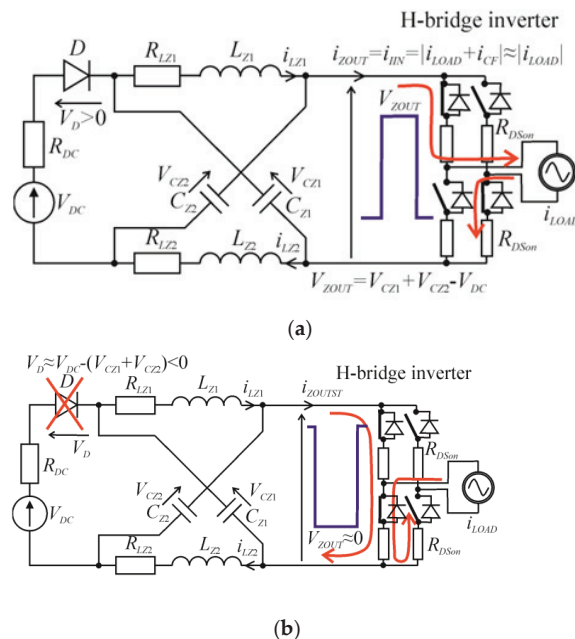 H-bridge inverter
D
R_LZ1
L_Z1
i_LZ1
i_ZOUT=i_IIN=|i_LOAD+i_CF|≈|i_LOAD|
V_D>0
V_ZOUT
R_DSon
R_DC
V_CZ2
V_CZ1
C_Z2
C_Z1
V_DC
i_LOAD
R_LZ2
L_Z2
i_LZ2
R_DSon
V_ZOUT=V_CZ1+V_CZ2-V_DC
(a)
V_D≈V_DC-(V_CZ1+V_CZ2)<0
H-bridge inverter
D
R_LZ1
L_Z1
i_LZ1
i_ZOUTST
V_D
R_DSon
R_DC
V_CZ2
V_CZ1
C_Z2
C_Z1
V_DC
V_ZOUT≈0
i_LOAD
R_LZ2
L_Z2
i_LZ2
R_DSon
(b)